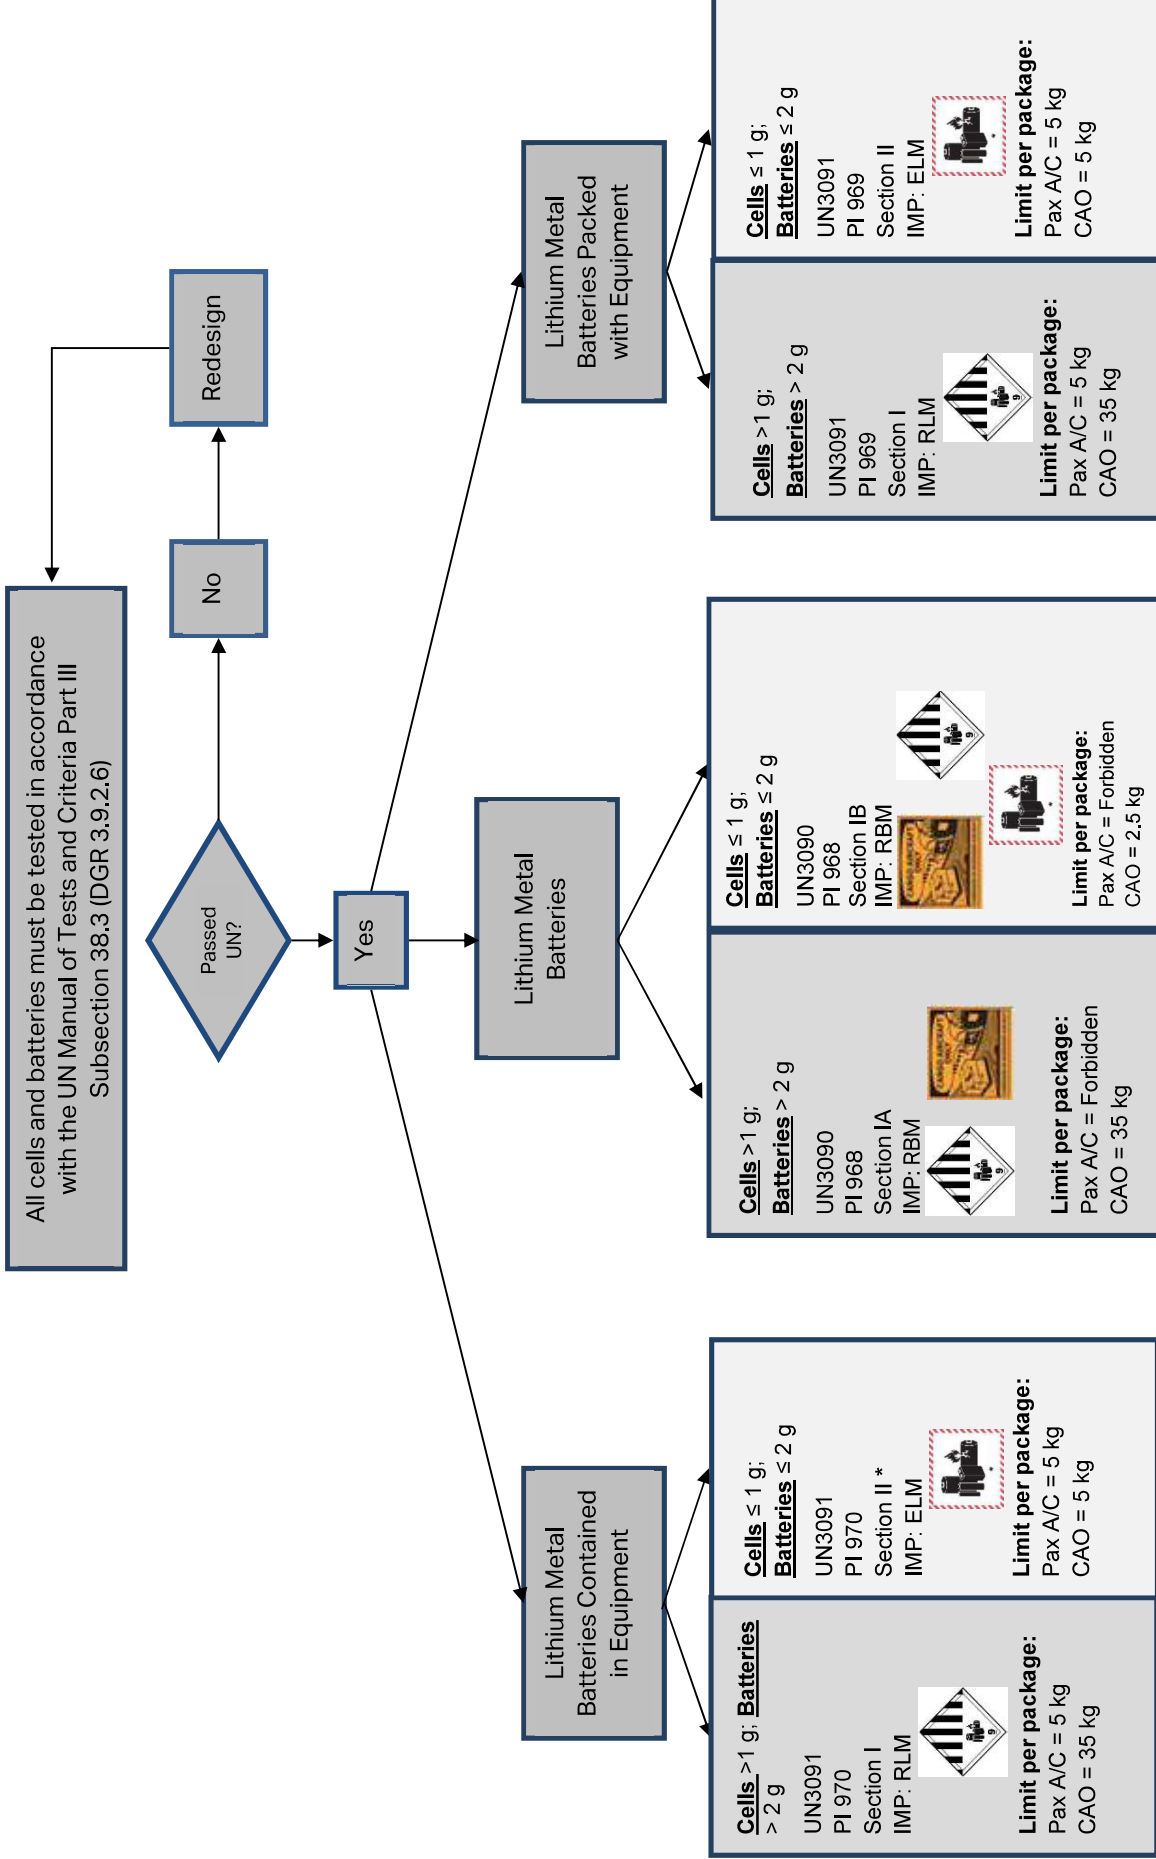 All cells and batteries must be tested in accordance
with the UN Manual of Tests and Criteria Part III
Subsection 38.3 (DGR 3.9.2.6)
Passed
UN?
No
Redesign
Yes
Lithium Metal
Batteries Contained
in Equipment
Lithium Metal
Batteries
Lithium Metal
Batteries Packed
with Equipment
Cells >1 g; Batteries
> 2 g
UN3091
PI 970
Section I
IMP: RLM
9
Limit per package:
Pax A/C = 5 kg
CAO = 35 kg
Cells ≤ 1 g;
Batteries ≤ 2 g
UN3091
PI 970
Section II *
IMP: ELM
*
Limit per package:
Pax A/C = 5 kg
CAO = 5 kg
Cells >1 g;
Batteries > 2 g
UN3090
PI 968
Section IA
IMP: RBM
9
Limit per package:
Pax A/C = Forbidden
CAO = 35 kg
Cells ≤ 1 g;
Batteries ≤ 2 g
UN3090
PI 968
Section IB
IMP: RBM
9
*
Limit per package:
Pax A/C = Forbidden
CAO = 2.5 kg
Cells >1 g;
Batteries > 2 g
UN3091
PI 969
Section I
IMP: RLM
9
Limit per package:
Pax A/C = 5 kg
CAO = 35 kg
Cells ≤ 1 g;
Batteries ≤ 2 g
UN3091
PI 969
Section II
IMP: ELM
*
Limit per package:
Pax A/C = 5 kg
CAO = 5 kg